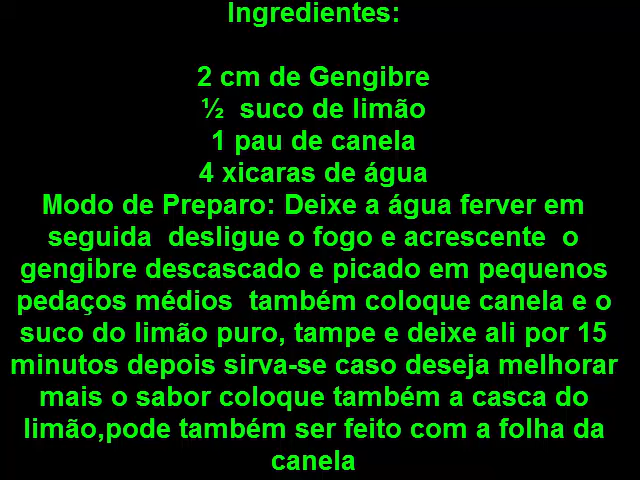 Ingredientes:
2 cm de Gengibre
½ suco de limão
1 pau de canela
4 xicaras de água
Modo de Preparo: Deixe a água ferver em
seguida desligue o fogo e acrescente o
gengibre descascado e picado em pequenos
pedaços médios também coloque canela e o
suco do limão puro, tampe e deixe ali por 15
minutos depois sirva-se caso deseja melhorar
mais o sabor coloque também a casca do
limão,pode também ser feito com a folha da
canela